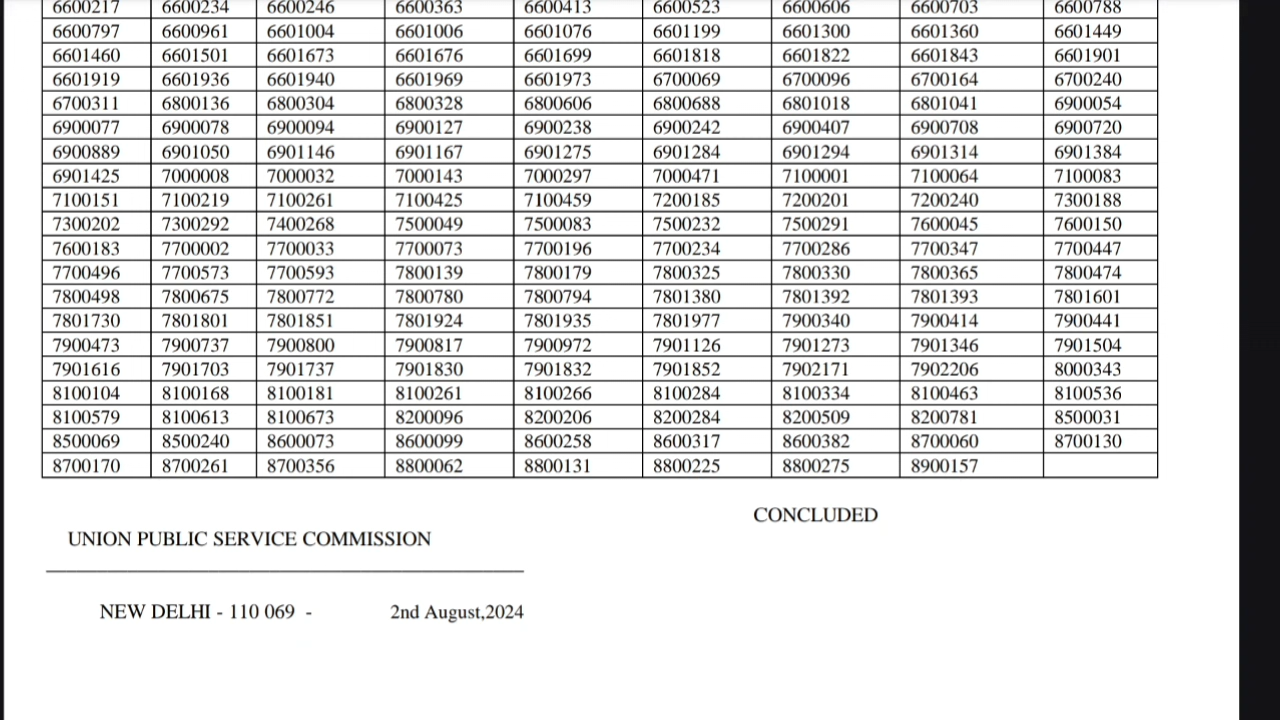 6600217 6600234 6600246 6600363 6600413 6600523 6600606 6600703 6600788
6600797 6600961 6601004 6601006 6601076 6601199 6601300 6601360 6601449
6601460 6601501 6601673 6601676 6601699 6601818 6601822 6601843 6601901
6601919 6601936 6601940 6601969 6601973 6700069 6700096 6700164 6700240
6700311 6800136 6800304 6800328 6800606 6800688 6801018 6801041 6900054
6900077 6900078 6900094 6900127 6900238 6900242 6900407 6900708 6900720
6900889 6901050 6901146 6901167 6901275 6901284 6901294 6901314 6901384
6901425 7000008 7000032 7000143 7000297 7000471 7100001 7100064 7100083
7100151 7100219 7100261 7100425 7100459 7200185 7200201 7200240 7300188
7300202 7300292 7400268 7500049 7500083 7500232 7500291 7600045 7600150
7600183 7700002 7700033 7700073 7700196 7700234 7700286 7700347 7700447
7700496 7700573 7700593 7800139 7800179 7800325 7800330 7800365 7800474
7800498 7800675 7800772 7800780 7800794 7801380 7801392 7801393 7801601
7801730 7801801 7801851 7801924 7801935 7801977 7900340 7900414 7900441
7900473 7900737 7900800 7900817 7900972 7901126 7901273 7901346 7901504
7901616 7901703 7901737 7901830 7901832 7901852 7902171 7902206 8000343
8100104 8100168 8100181 8100261 8100266 8100284 8100334 8100463 8100536
8100579 8100613 8100673 8200096 8200206 8200284 8200509 8200781 8500031
8500069 8500240 8600073 8600099 8600258 8600317 8600382 8700060 8700130
8700170 8700261 8700356 8800062 8800131 8800225 8800275 8900157
CONCLUDED
UNION PUBLIC SERVICE COMMISSION
NEW DELHI - 110 069 - 2nd August,2024